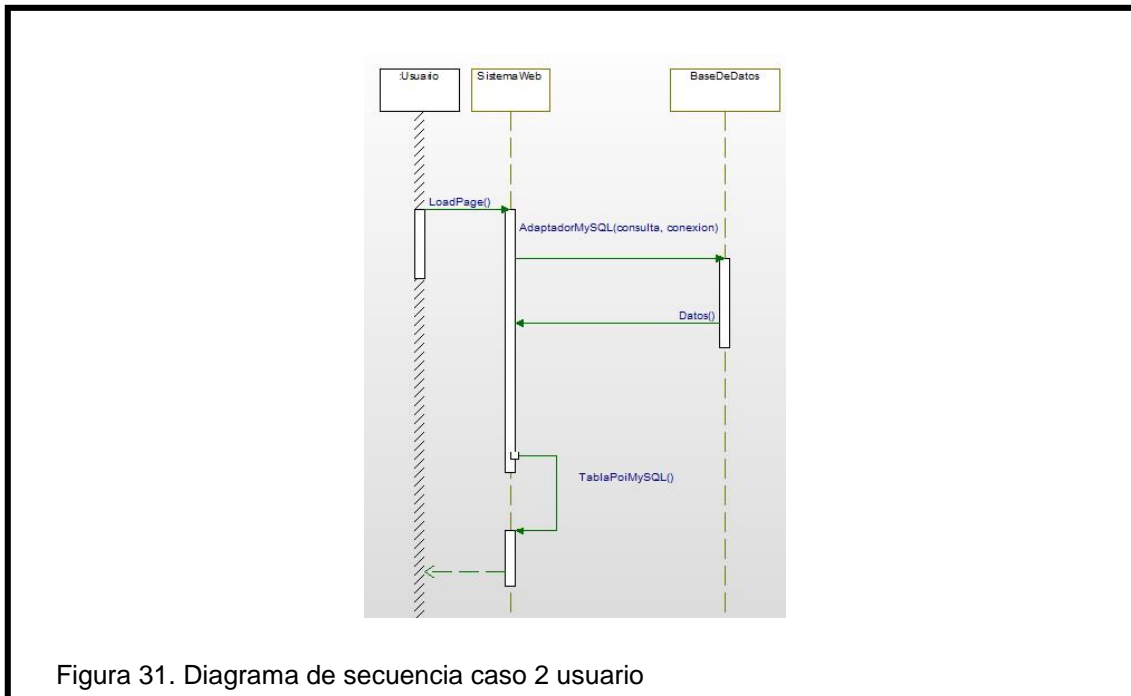 :Usuario
SistemaWeb
BaseDeDatos
LoadPage()
AdaptadorMySQL(consulta, conexion)
Datos()
TablaPoiMySQL()
Figura 31. Diagrama de secuencia caso 2 usuario